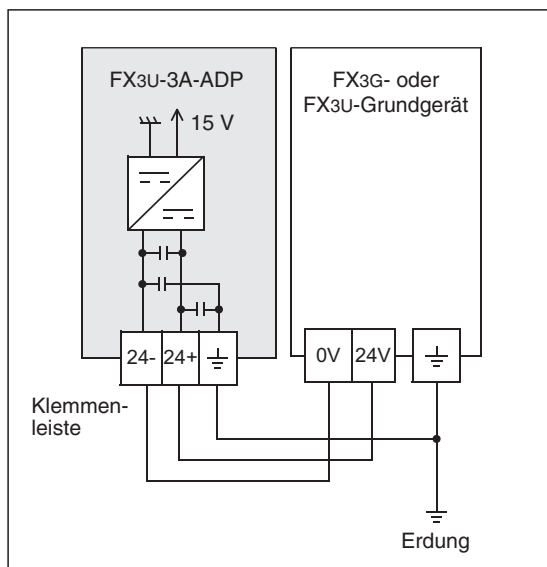 FX3U-3A-ADP
15 V
24-
24+
Klemmen-
leiste
FX3G- oder
FX3U-Grundgerät
0V
24V
Erdung